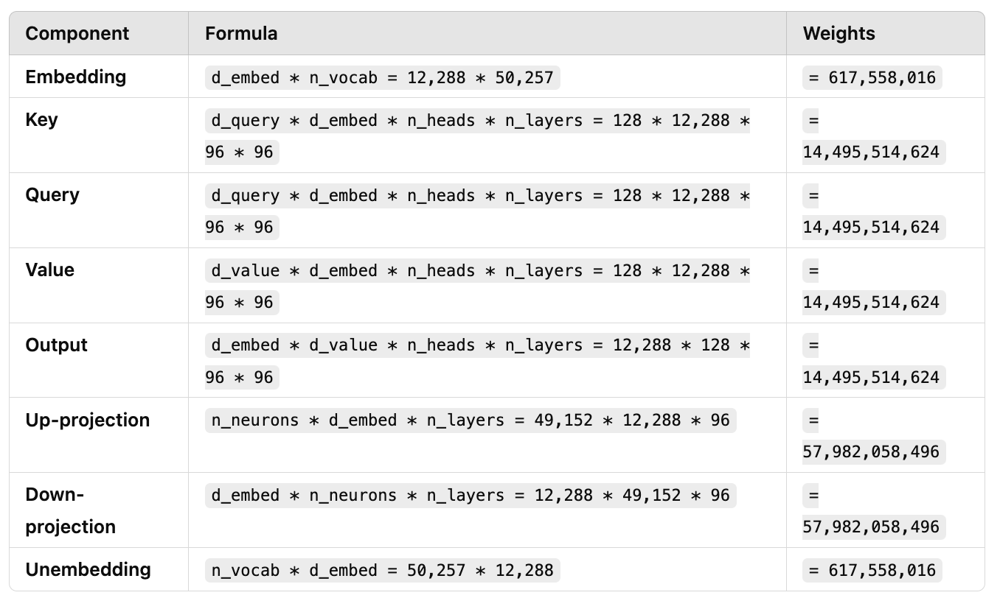 Component Formula Weights
Embedding d_embed * n_vocab = 12,288 * 50,257 = 617,558,016
Key d_query * d_embed * n_heads * n_layers = 128 * 12,288 * =
96 * 96 14,495,514,624
Query d_query * d_embed * n_heads * n_layers = 128 * 12,288 * =
96 * 96 14,495,514,624
Value d_value * d_embed * n_heads * n_layers = 128 * 12,288 * =
96 * 96 14,495,514,624
Output d_embed * d_value * n_heads * n_layers = 12,288 * 128 * =
96 * 96 14,495,514,624
Up-projection n_neurons * d_embed * n_layers = 49,152 * 12,288 * 96 =
57,982,058,496
Down- d_embed * n_neurons * n_layers = 12,288 * 49,152 * 96 =
projection 57,982,058,496
Unembedding n_vocab * d_embed = 50,257 * 12,288 = 617,558,016